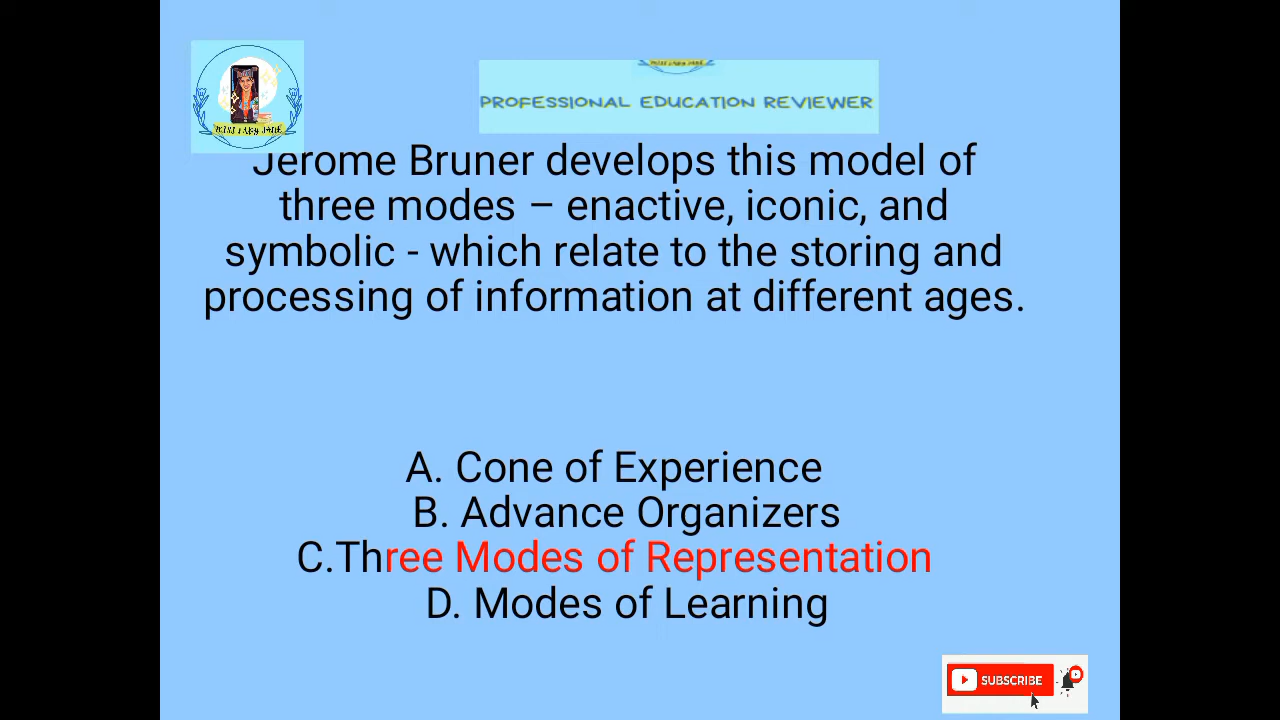 PROFESSIONAL EDUCATION REVIEWER
Jerome Bruner develops this model of
three modes – enactive, iconic, and
symbolic - which relate to the storing and
processing of information at different ages.
A. Cone of Experience
B. Advance Organizers
C.Three Modes of Representation
D. Modes of Learning
SUBSCRIBE